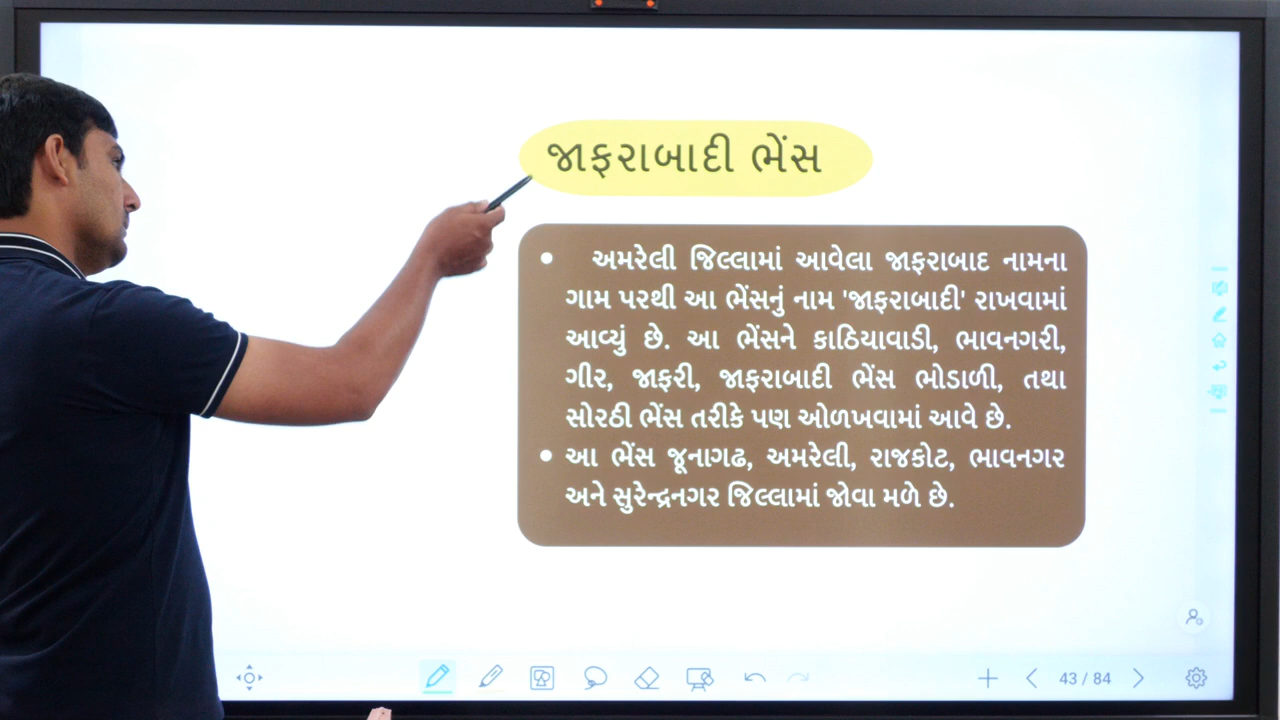 જાફરાબાદી ભેંસ
• અમરેલી જિલ્લામાં આવેલા જાફરાબાદ નામના
ગામ પરથી આ ભેંસનું નામ 'જાફરાબાદી' રાખવામાં
આવ્યું છે. આ ભેંસને કાઠિયાવાડી, ભાવનગરી,
ગીર, જાફરી, જાફરાબાદી ભેંસ ભોડાળી, તથા
સોરઠી ભેંસ તરીકે પણ ઓળખવામાં આવે છે.
• આ ભેંસ જૂનાગઢ, અમરેલી, રાજકોટ, ભાવનગર
અને સુરેન્દ્રનગર જિલ્લામાં જોવા મળે છે.
43 / 84